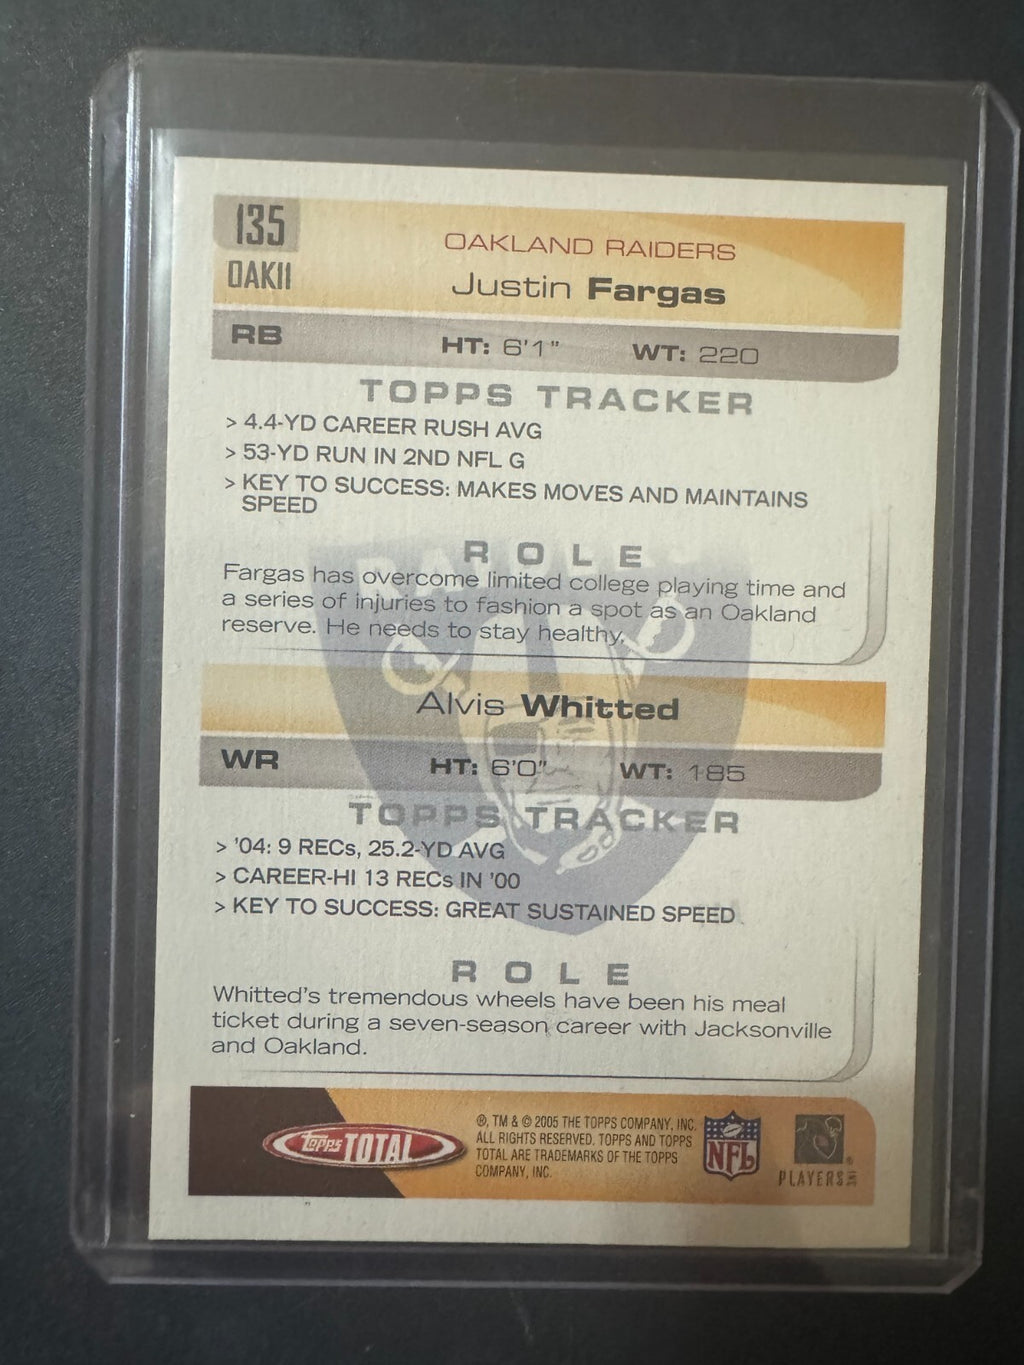 135
OAK11
OAKLAND RAIDERS
Justin Fargas
RB HT: 6'1" WT: 220
TOPPS TRACKER
> 4.4-YD CAREER RUSH AVG
> 53-YD RUN IN 2ND NFL G
> KEY TO SUCCESS: MAKES MOVES AND MAINTAINS
SPEED
ROLE
Fargas has overcome limited college playing time and
a series of injuries to fashion a spot as an Oakland
reserve. He needs to stay healthy.
Alvis Whitted
WR HT: 6'0" WT: 185
TOPPS TRACKER
> '04: 9 RECs, 25.2-YD AVG
> CAREER-HI 13 RECs IN '00
> KEY TO SUCCESS: GREAT SUSTAINED SPEED
ROLE
Whitted's tremendous wheels have been his meal
ticket during a seven-season career with Jacksonville
and Oakland.
Topps TOTAL
®, TM & © 2005 THE TOPPS COMPANY, INC.
ALL RIGHTS RESERVED. TOPPS AND TOPPS
TOTAL ARE TRADEMARKS OF THE TOPPS
COMPANY, INC.
NFL
PLAYERS